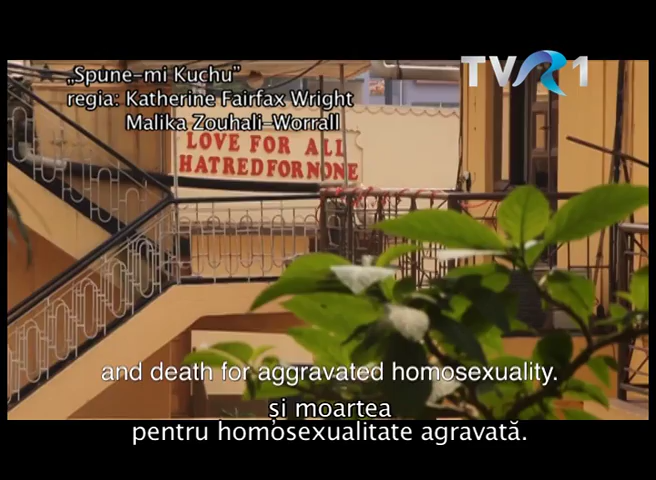 „Spune-mi Kuchu”
TVR1
regia: Katherine Fairfax Wright
Malika Zouhali-Worrall
LOVE FOR ALL
HATRED FOR NONE
and death for aggravated homosexuality.
și moartea
pentru homosexualitate agravată.